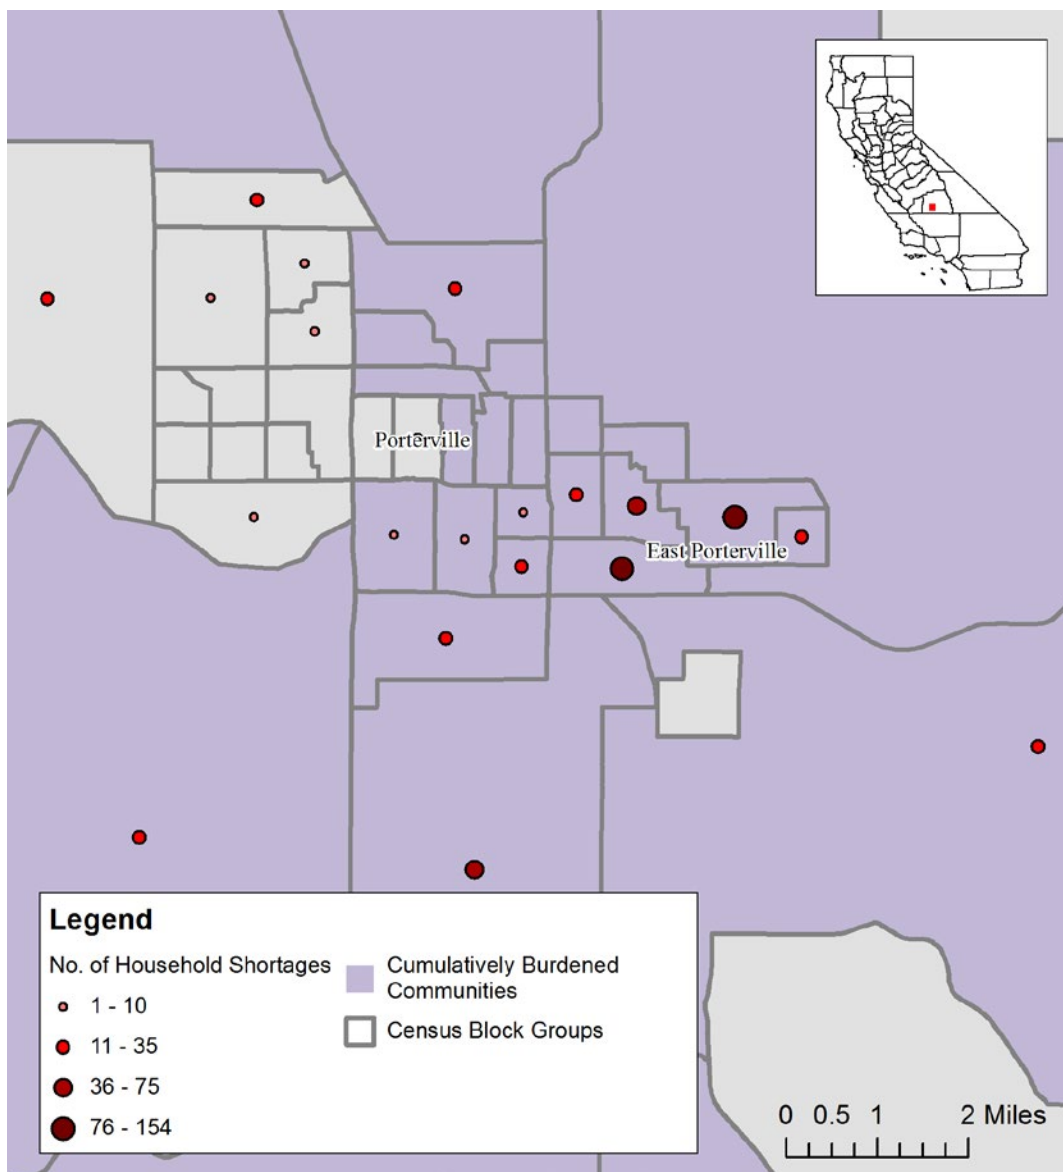 Porterville
East Porterville
Legend
No. of Household Shortages
1 - 10
11 - 35
36 - 75
76 - 154
Cumulatively Burdened
Communities
Census Block Groups
0 0.5 1 2 Miles